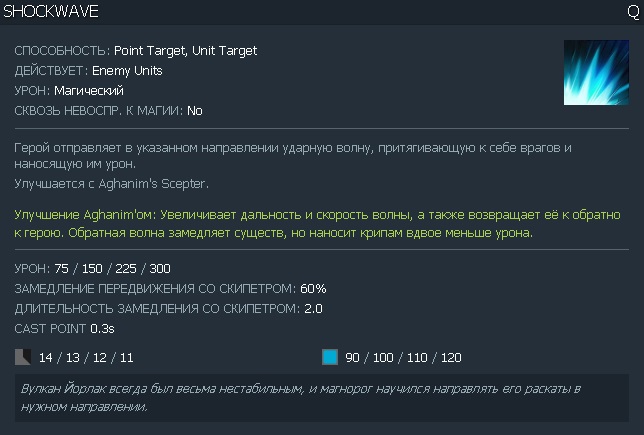 SHOCKWAVE Q
СПОСОБНОСТЬ: Point Target, Unit Target
ДЕЙСТВУЕТ: Enemy Units
УРОН: Магический
СКВОЗЬ НЕВОСПР. К МАГИИ: No
Герой отправляет в указанном направлении ударную волну, притягивающую к себе врагов и
наносящую им урон.
Улучшается с Aghanim's Scepter.
Улучшение Aghanim'ом: Увеличивает дальность и скорость волны, а также возвращает её к обратно
к герою. Обратная волна замедляет существ, но наносит крипам вдвое меньше урона.
УРОН: 75 / 150 / 225 / 300
ЗАМЕДЛЕНИЕ ПЕРЕДВИЖЕНИЯ СО СКИПЕТРОМ: 60%
ДЛИТЕЛЬНОСТЬ ЗАМЕДЛЕНИЯ СО СКИПЕТРОМ: 2.0
CAST POINT 0.3s
14 / 13 / 12 / 11 90 / 100 / 110 / 120
Вулкан Йорлак всегда был весьма нестабильным, и магнорог научился направлять его раскаты в
нужном направлении.